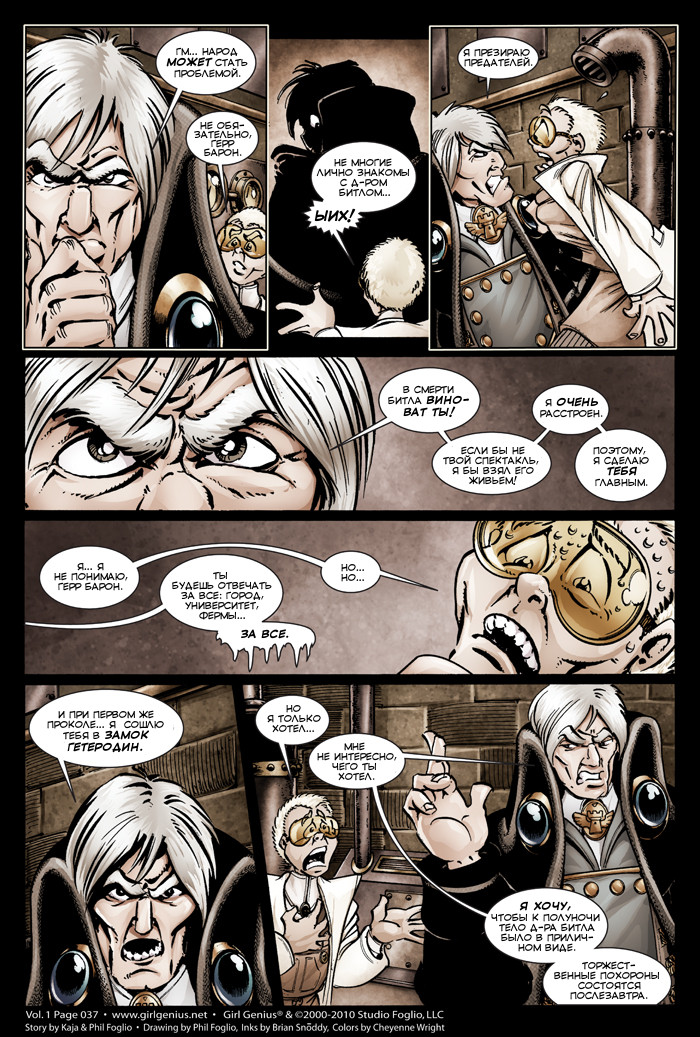 ГМ... НАРОД
МОЖЕТ СТАТЬ
ПРОБЛЕМОЙ.
НЕ ОБЯ-
ЗАТЕЛЬНО,
ГЕРР
БАРОН.
НЕ МНОГИЕ
ЛИЧНО ЗНАКОМЫ
С Д-РОМ
БИТЛОМ...
ЫИХ!
Я ПРЕЗИРАЮ
ПРЕДАТЕЛЕЙ.
В СМЕРТИ
БИТЛА ВИНО-
ВАТ ТЫ!
ЕСЛИ БЫ НЕ
ТВОЙ СПЕКТАКЛЬ,
Я БЫ ВЗЯЛ ЕГО
ЖИВЬЕМ!
Я ОЧЕНЬ
РАССТРОЕН.
ПОЭТОМУ,
Я СДЕЛАЮ
ТЕБЯ
ГЛАВНЫМ.
Я... Я
НЕ ПОНИМАЮ,
ГЕРР БАРОН.
ТЫ
БУДЕШЬ ОТВЕЧАТЬ
ЗА ВСЕ: ГОРОД,
УНИВЕРСИТЕТ,
ФЕРМЫ...
ЗА ВСЕ.
НО...
НО...
И ПРИ ПЕРВОМ ЖЕ
ПРОКОЛЕ... Я СОШЛЮ
ТЕБЯ В ЗАМОК
ГЕТЕРОДИН.
НО
Я ТОЛЬКО
ХОТЕЛ...
МНЕ
НЕ ИНТЕРЕСНО,
ЧЕГО ТЫ
ХОТЕЛ.
Я ХОЧУ,
ЧТОБЫ К ПОЛУНОЧИ
ТЕЛО Д-РА БИТЛА
БЫЛО В ПРИЛИЧ-
НОМ ВИДЕ.
ТОРЖЕСТ-
ВЕННЫЕ ПОХОРОНЫ
СОСТОЯТСЯ
ПОСЛЕЗАВТРА.
Vol. 1 Page 037 • www.girlgenius.net • Girl Genius® & ©2000-2010 Studio Foglio, LLC
Story by Kaja & Phil Foglio • Drawing by Phil Foglio, Inks by Brian Snōddy, Colors by Cheyenne Wright